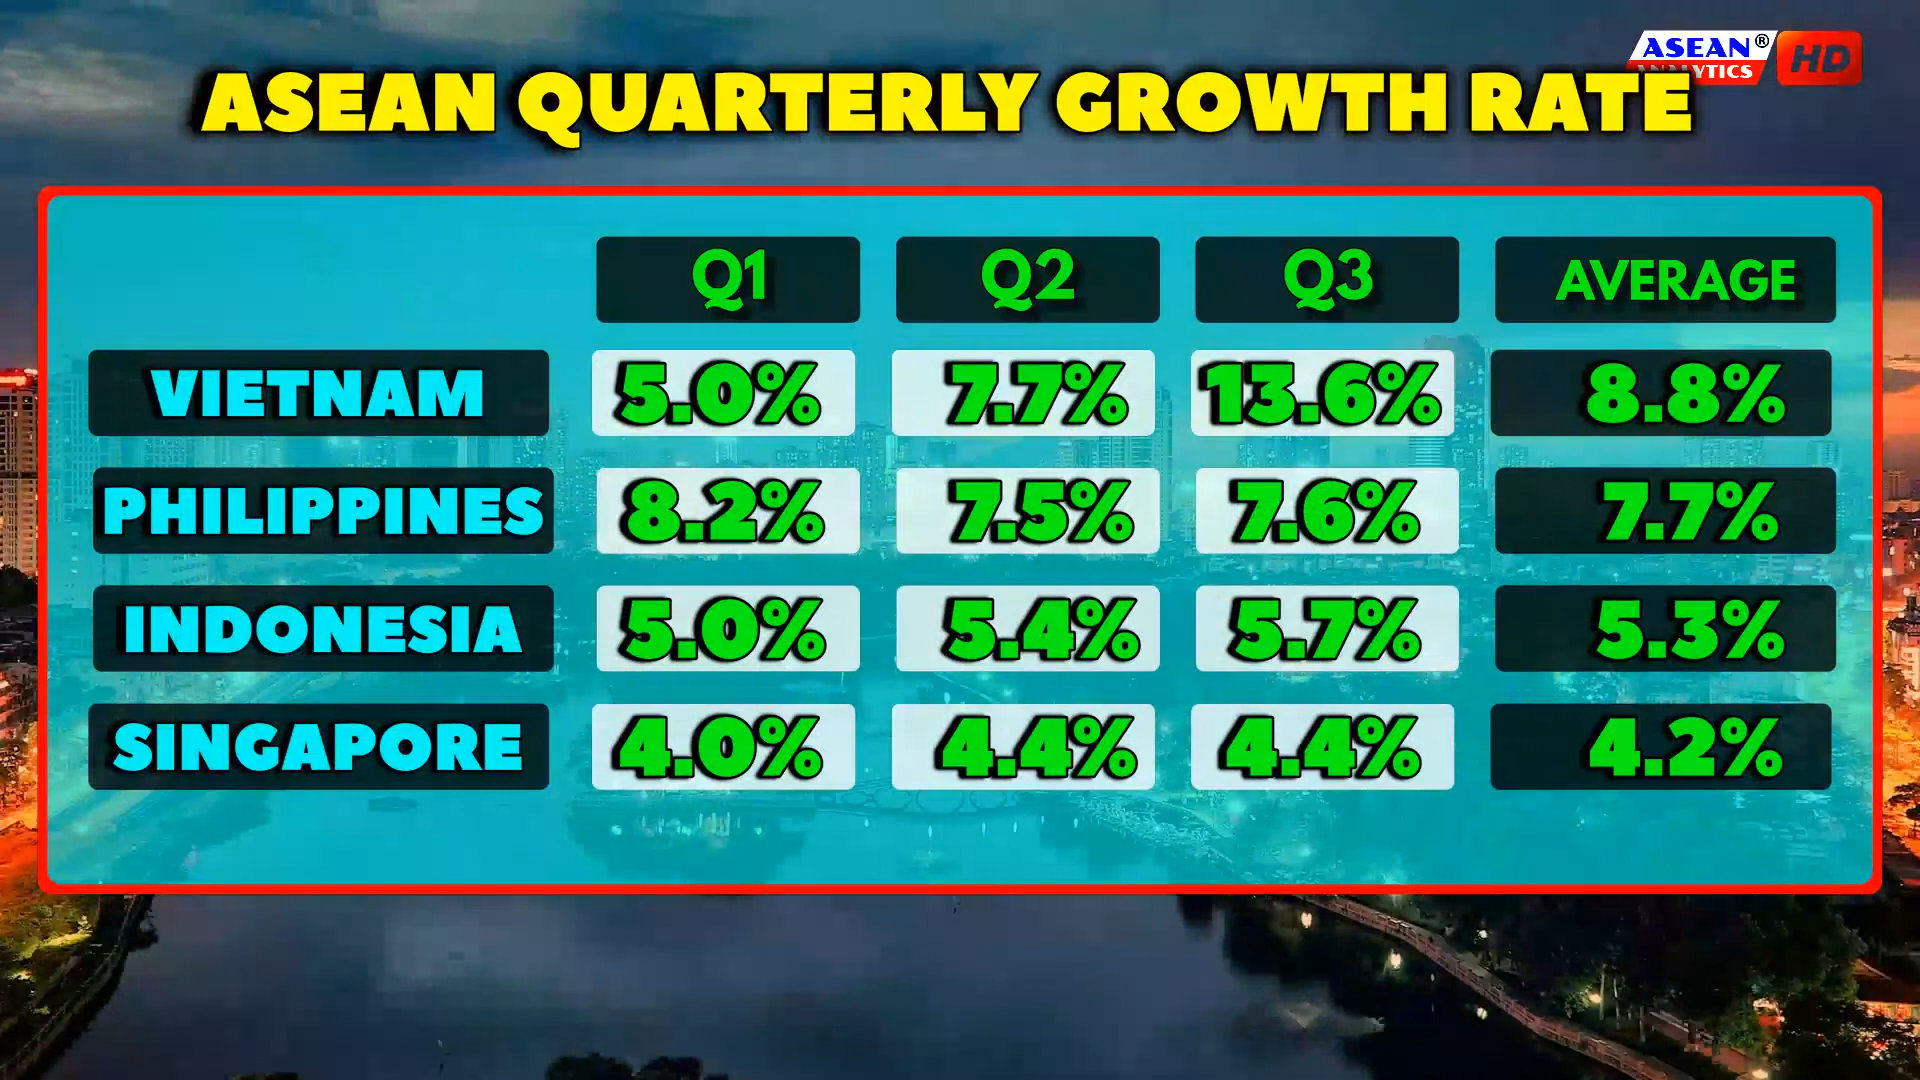 ASEAN®
HD
ASEAN QUARTERLY GROWTH RATE
Q1 Q2 Q3 AVERAGE
VIETNAM 5.0% 7.7% 13.6% 8.8%
PHILIPPINES 8.2% 7.5% 7.6% 7.7%
INDONESIA 5.0% 5.4% 5.7% 5.3%
SINGAPORE 4.0% 4.4% 4.4% 4.2%